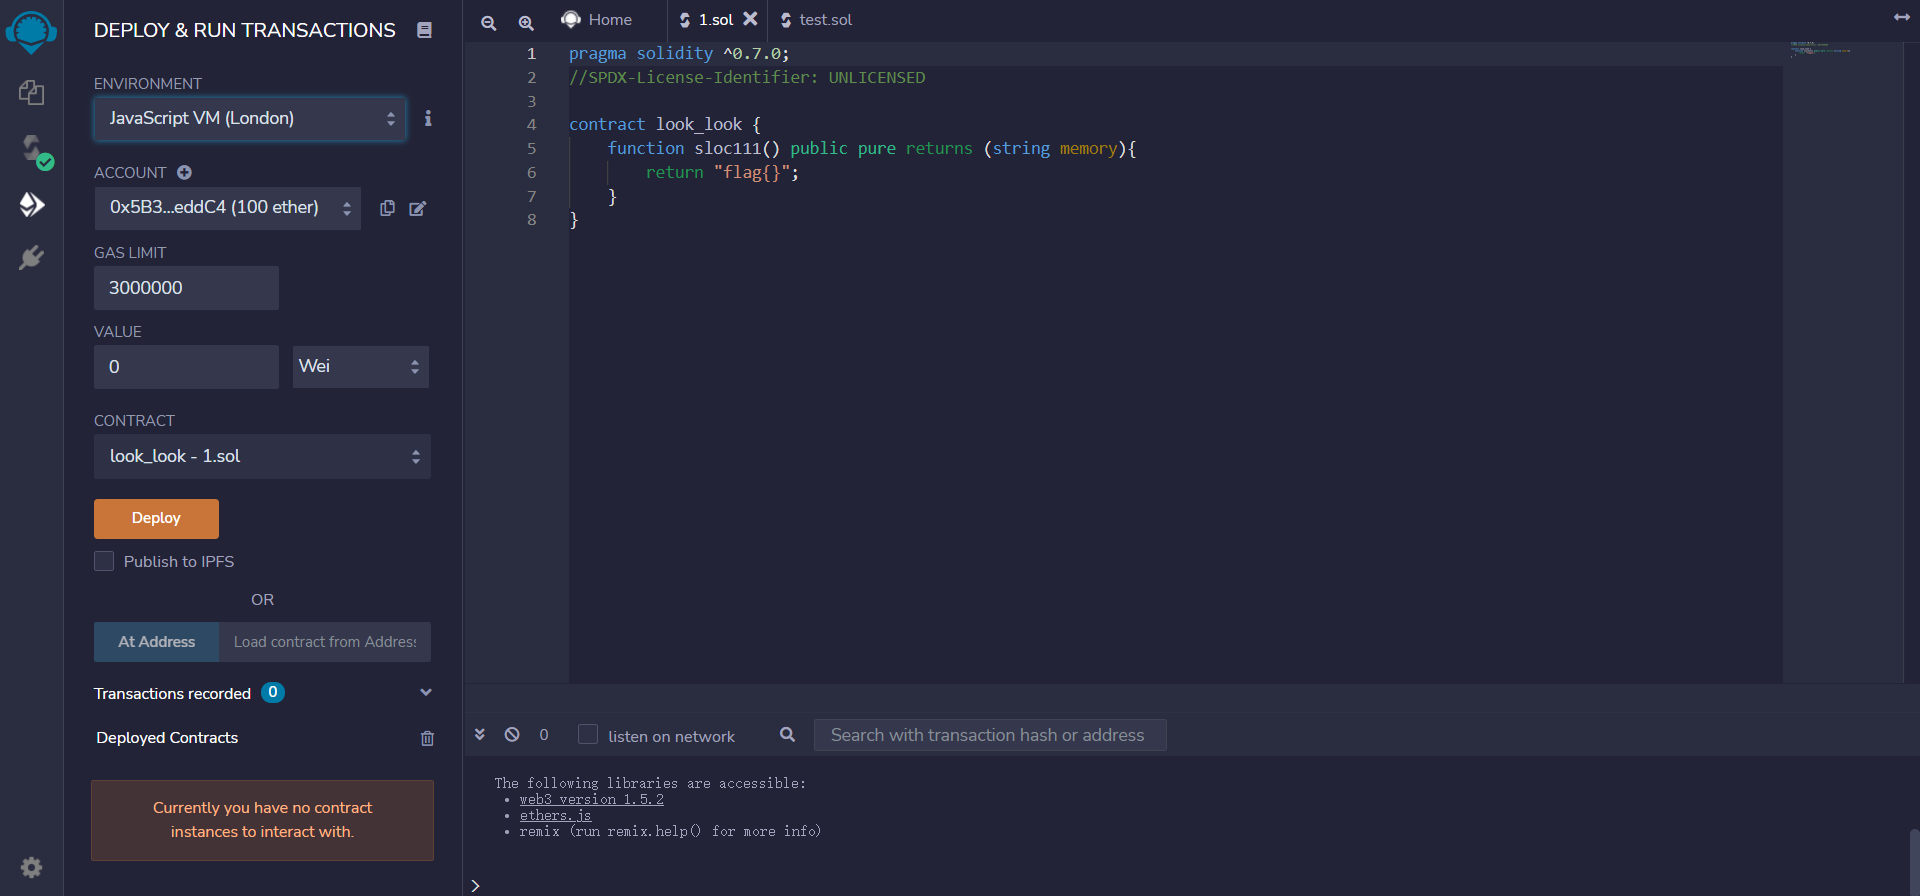 DEPLOY & RUN TRANSACTIONS
ENVIRONMENT
JavaScript VM (London)
ACCOUNT
0x5B3...eddC4 (100 ether)
GAS LIMIT
3000000
VALUE
0
Wei
CONTRACT
look_look - 1.sol
Deploy
Publish to IPFS
OR
At Address
Load contract from Address
Transactions recorded 0
Deployed Contracts
Currently you have no contract
instances to interact with.
Home
1.sol
test.sol
1 pragma solidity ^0.7.0;
2 //SPDX-License-Identifier: UNLICENSED
3
4 contract look_look {
5 function sloc111() public pure returns (string memory){
6 return "flag{}";
7 }
8 }
0
listen on network
Search with transaction hash or address
The following libraries are accessible:
• web3 version 1.5.2
• ethers.js
• remix (run remix.help() for more info)
>